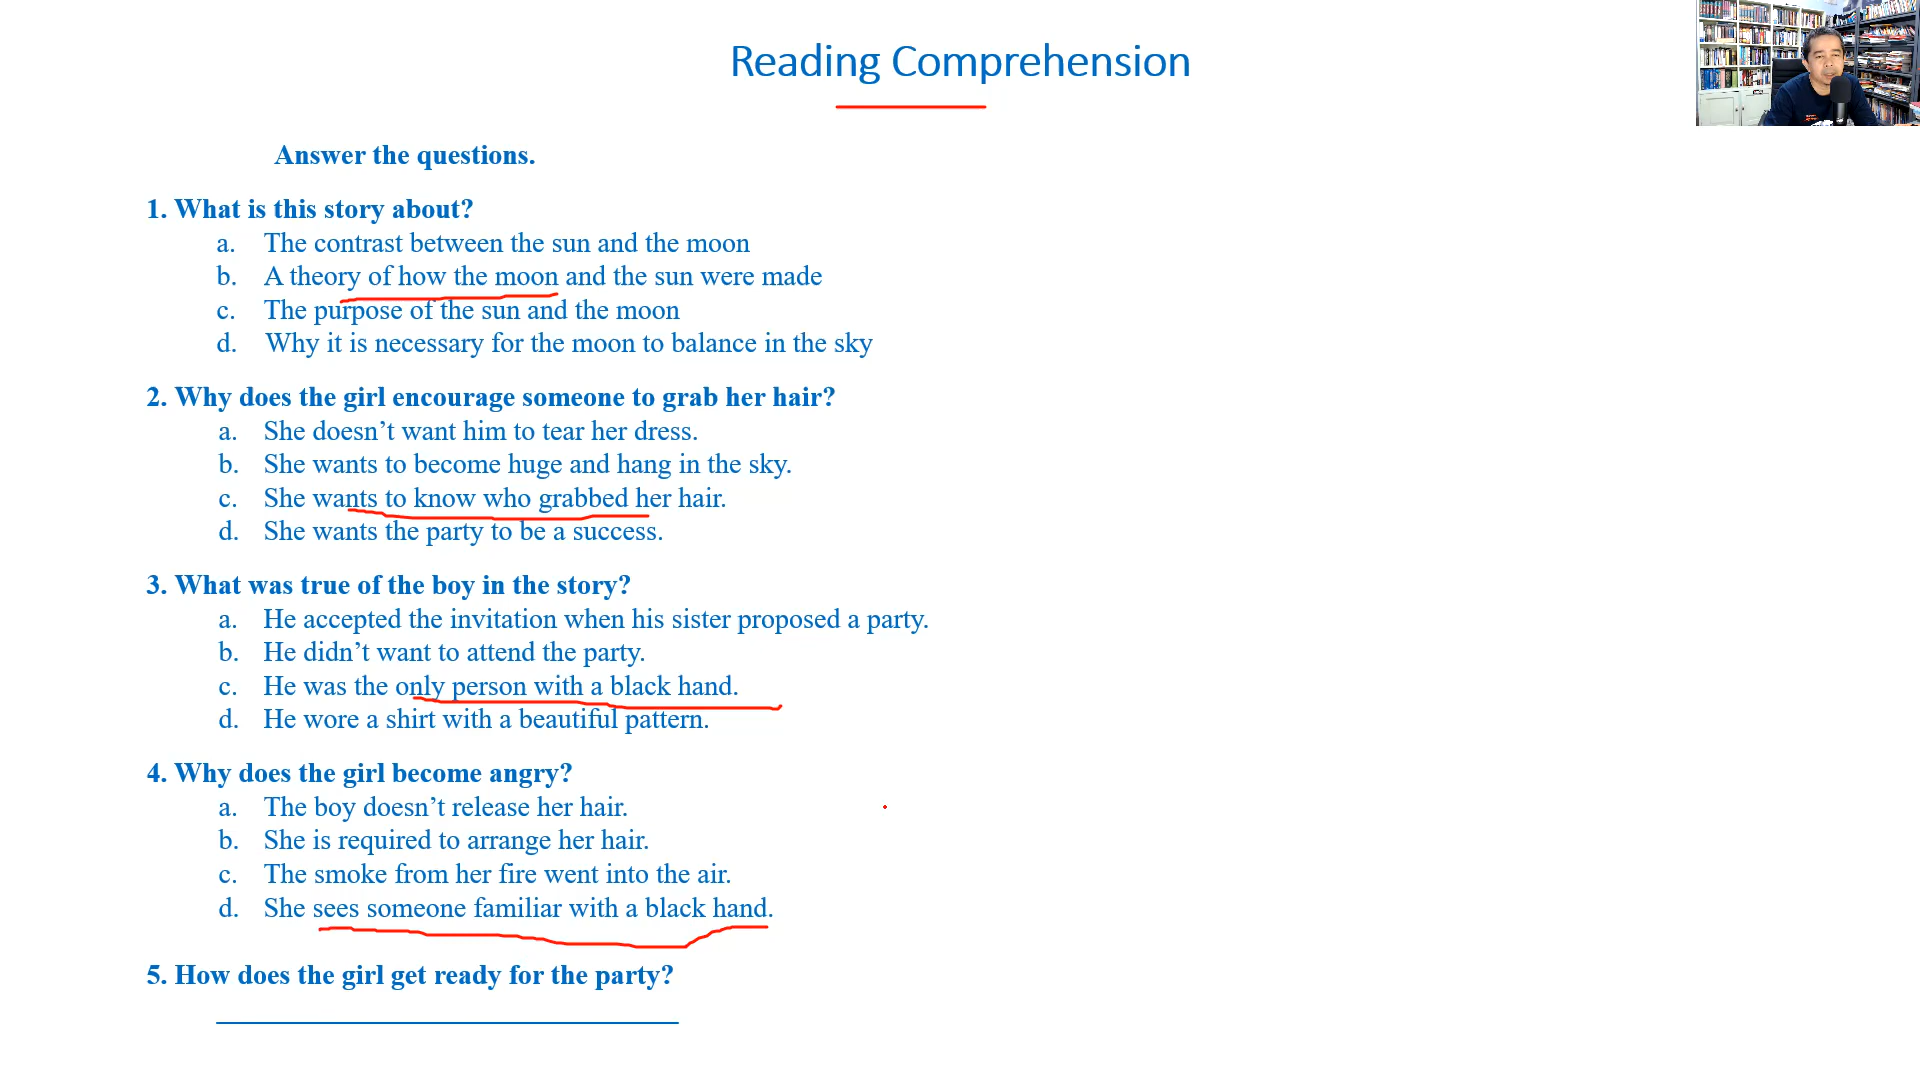 Reading Comprehension
Answer the questions.
1. What is this story about?
a. The contrast between the sun and the moon
b. A theory of how the moon and the sun were made
c. The purpose of the sun and the moon
d. Why it is necessary for the moon to balance in the sky
2. Why does the girl encourage someone to grab her hair?
a. She doesn’t want him to tear her dress.
b. She wants to become huge and hang in the sky.
c. She wants to know who grabbed her hair.
d. She wants the party to be a success.
3. What was true of the boy in the story?
a. He accepted the invitation when his sister proposed a party.
b. He didn’t want to attend the party.
c. He was the only person with a black hand.
d. He wore a shirt with a beautiful pattern.
4. Why does the girl become angry?
a. The boy doesn’t release her hair.
b. She is required to arrange her hair.
c. The smoke from her fire went into the air.
d. She sees someone familiar with a black hand.
5. How does the girl get ready for the party?